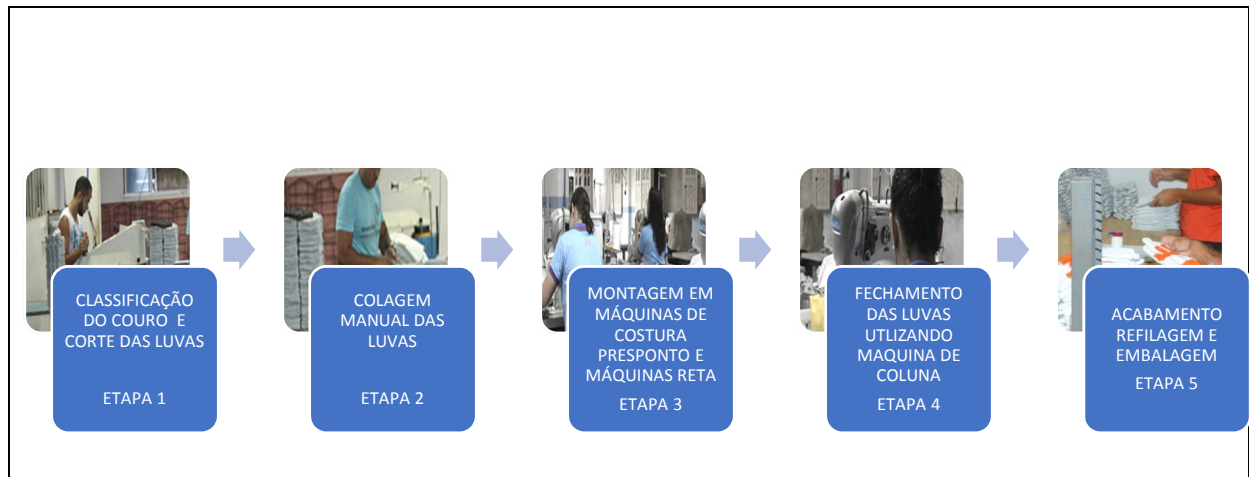 CLASSIFICAÇÃO
DO COURO E
CORTE DAS LUVAS
ETAPA 1
COLAGEM
MANUAL DAS
LUVAS
ETAPA 2
MONTAGEM EM
MÁQUINAS DE
COSTURA
PRESPONTO E
MÁQUINAS RETA
ETAPA 3
FECHAMENTO
DAS LUVAS
UTLIZANDO
MAQUINA DE
COLUNA
ETAPA 4
ACABAMENTO
REFILAGEM E
EMBALAGEM
ETAPA 5